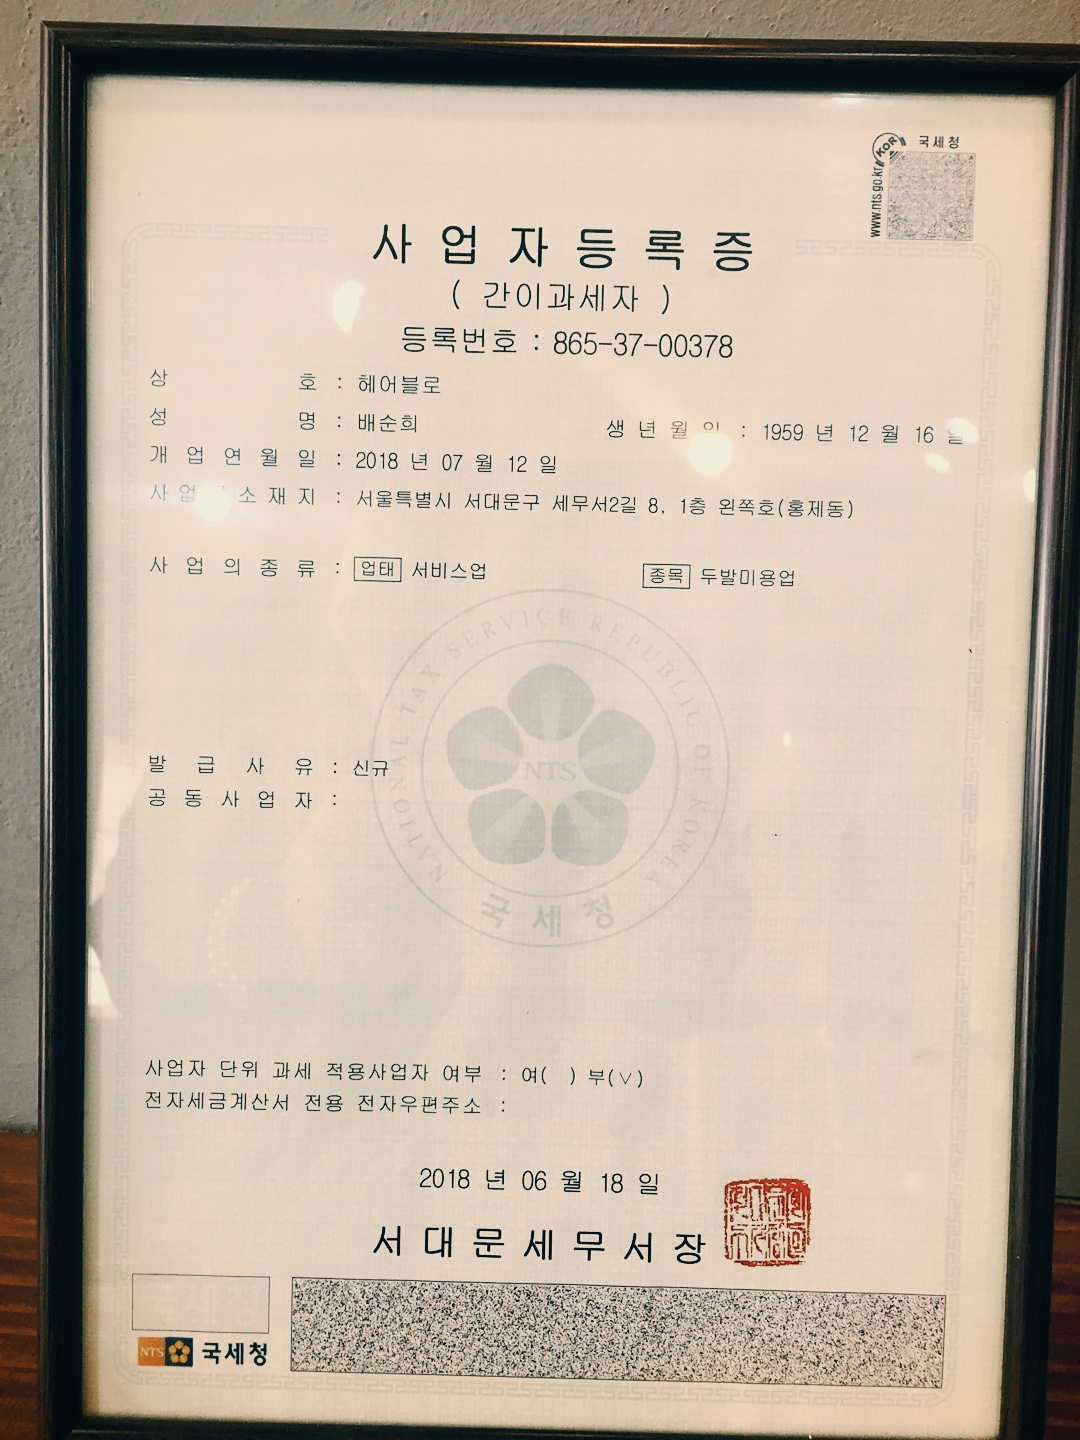 국세청
KOR
www.nts.go.kr
사 업 자 등 록 증
( 간이과세자 )
등록번호 : 865-37-00378
상 호 : 헤어블로
성 명 : 배순희 생 년 월 일 : 1959 년 12 월 16 일
개 업 연 월 일 : 2018 년 07 월 12 일
사 업 소 재 지 : 서울특별시 서대문구 세무서2길 8, 1층 왼쪽호(홍제동)
사 업 의 종 류 : 업태 서비스업 종목 두발미용업
NATIONAL TAX SERVICE REPUBLIC OF KOREA
NTS
국세청
발 급 사 유 : 신규
공 동 사 업 자 :
사업자 단위 과세 적용사업자 여부 : 여( ) 부(∨)
전자세금계산서 전용 전자우편주소 :
2018 년 06 월 18 일
서 대 문 세 무 서 장
국세청
NTS 국세청